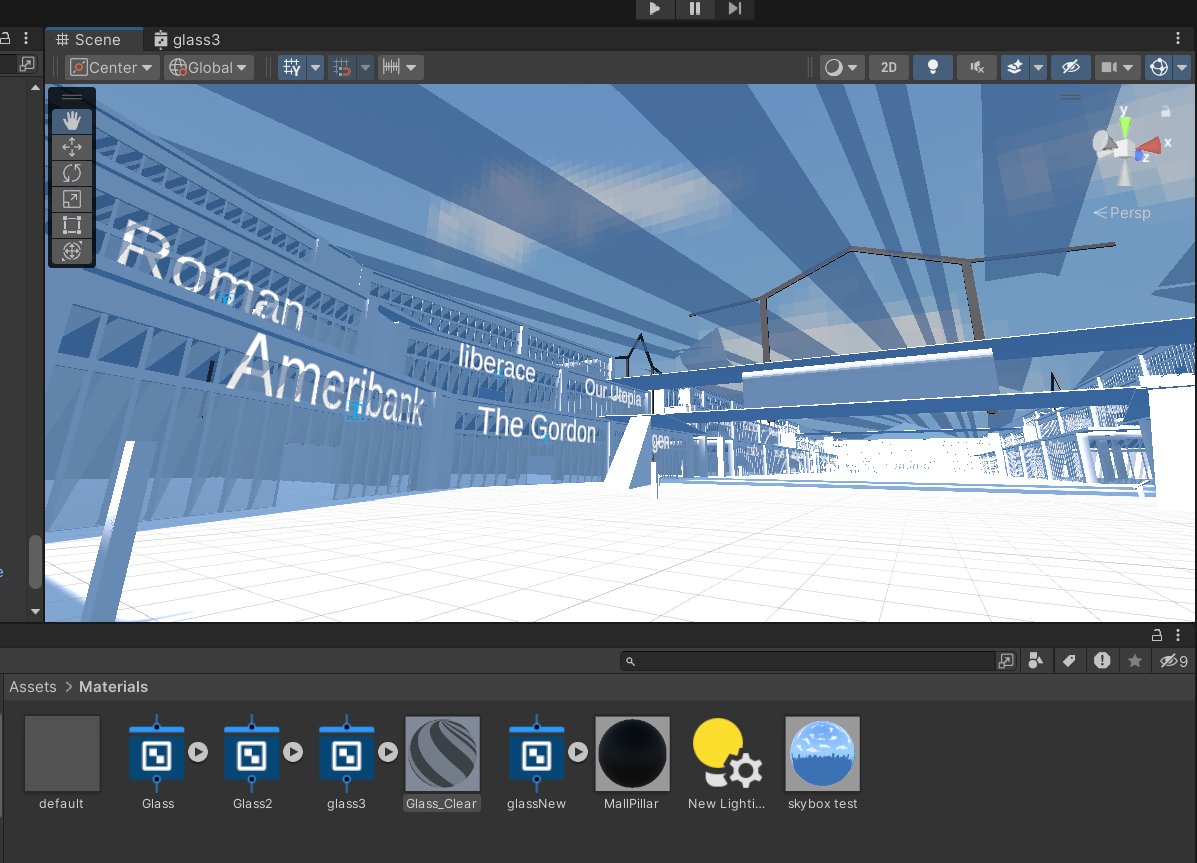 Scene
glass3
Center
Global
2D
y
x
z
Persp
Roman
Ameribank
liberace
The Gordon
Our Utopia
gen
e
9
Assets > Materials
default
Glass
Glass2
glass3
Glass_Clear
glassNew
MallPillar
New Lighti...
skybox test